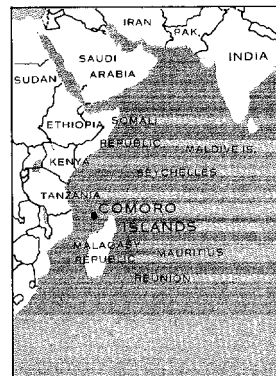 IRAN
PAK.
SAUDI
ARABIA
INDIA
SUDAN
ETHIOPIA
SOMALI
REPUBLIC
MALDIVE IS.
KENYA
SEYCHELLES
TANZANIA
COMORO
ISLANDS
MALAGASY
REPUBLIC
MAURITIUS
REUNION